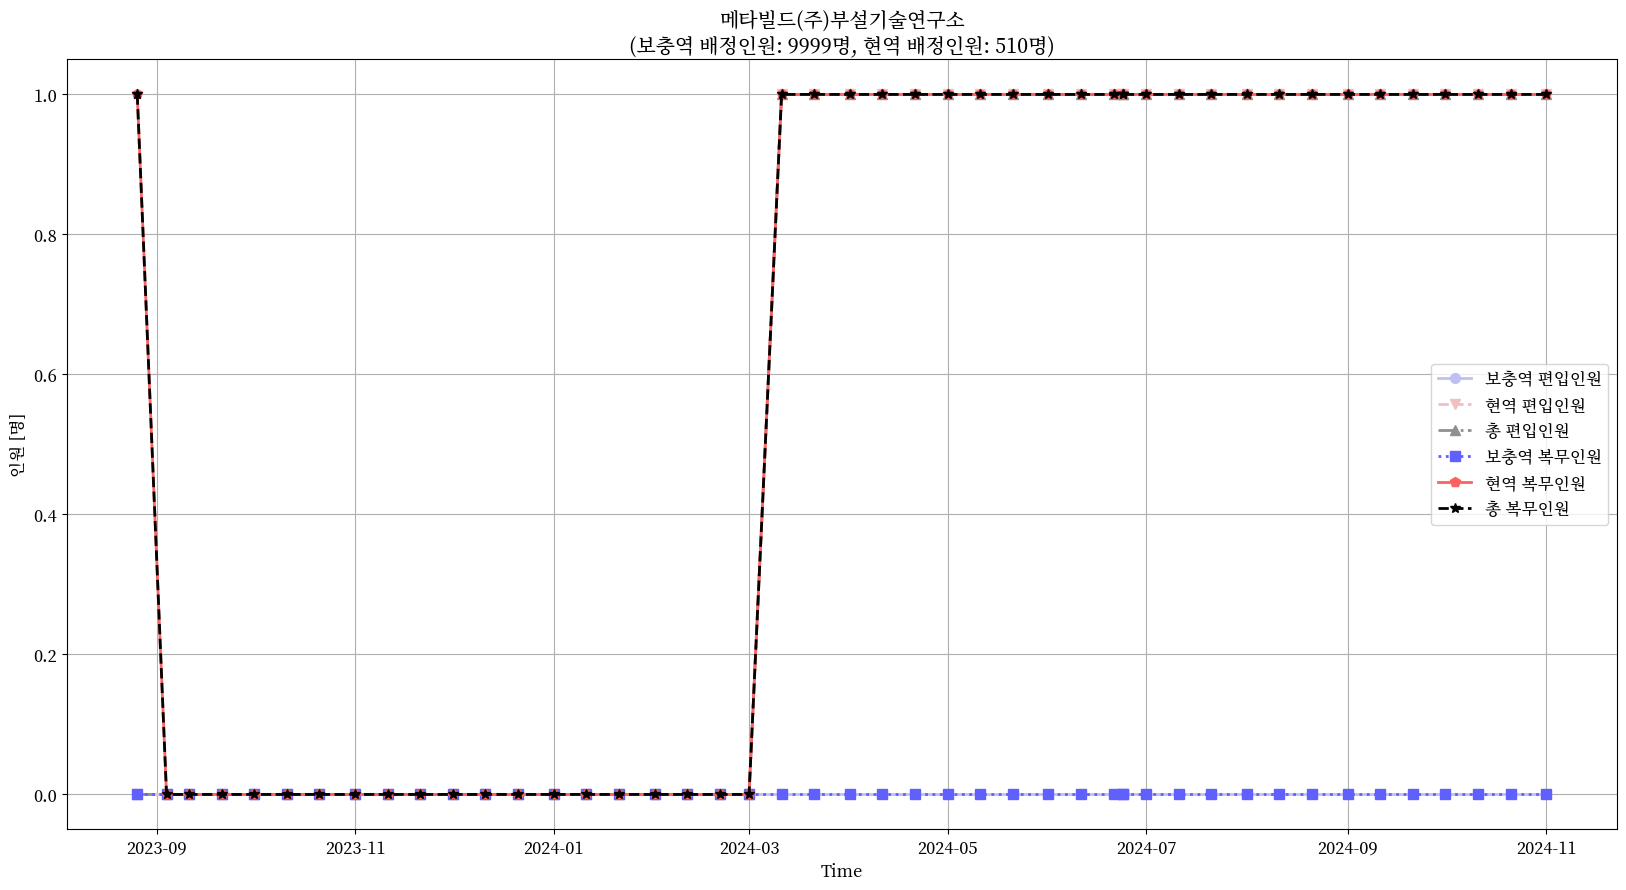 메타빌드(주)부설기술연구소
(보충역 배정인원: 9999명, 현역 배정인원: 510명)
1.0
0.8
0.6
0.4
0.2
0.0
인원 [명]
보충역 편입인원
현역 편입인원
총 편입인원
보충역 복무인원
현역 복무인원
총 복무인원
2023-09
2023-11
2024-01
2024-03
2024-05
2024-07
2024-09
2024-11
Time